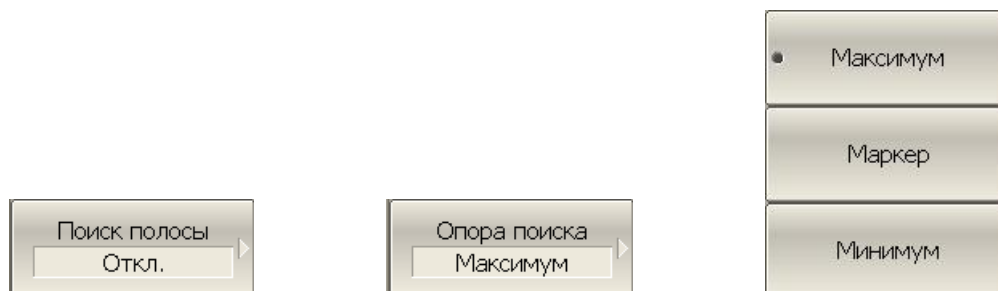 Поиск полосы
Откл.
Опора поиска
Максимум
Максимум
Маркер
Минимум